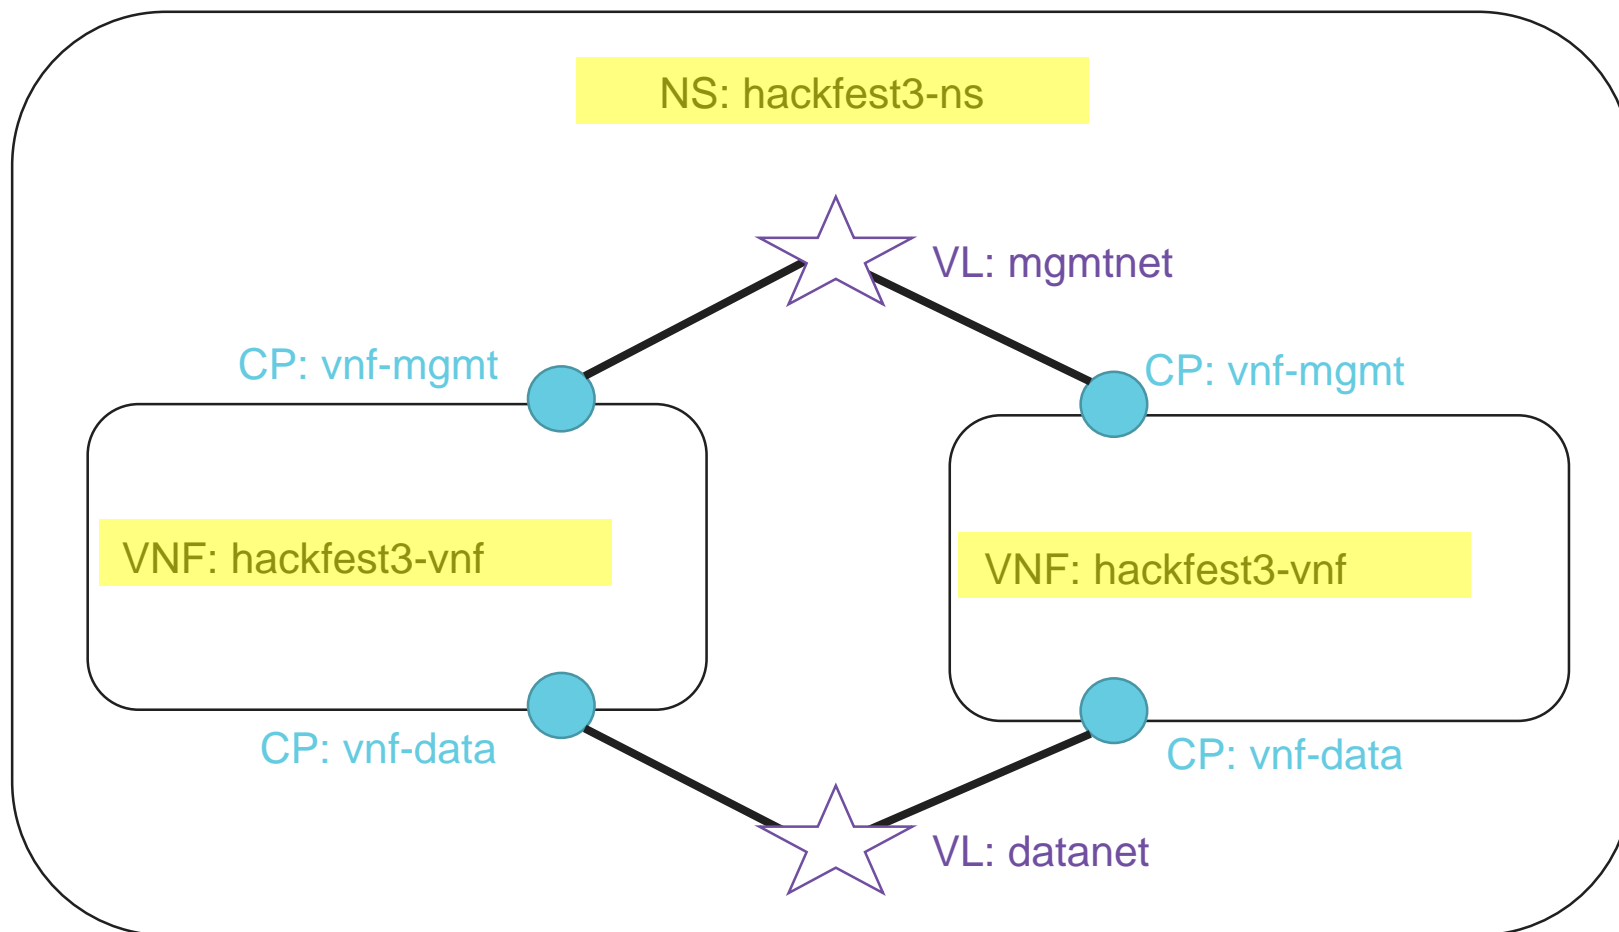 NS: hackfest3-ns
VL: mgmtnet
CP: vnf-mgmt
CP: vnf-mgmt
VNF: hackfest3-vnf
VNF: hackfest3-vnf
CP: vnf-data
CP: vnf-data
VL: datanet